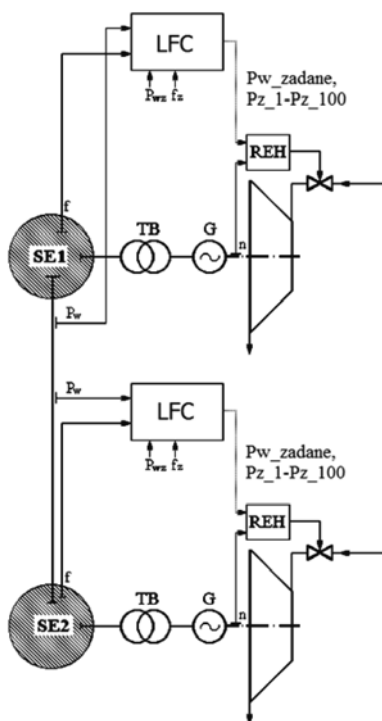 LFC
Pwz fz
Pw_zadane,
Pz_1-Pz_100
REH
f
SE1
TB
G
n
Pw
Pw
LFC
Pwz fz
Pw_zadane,
Pz_1-Pz_100
REH
f
SE2
TB
G
n